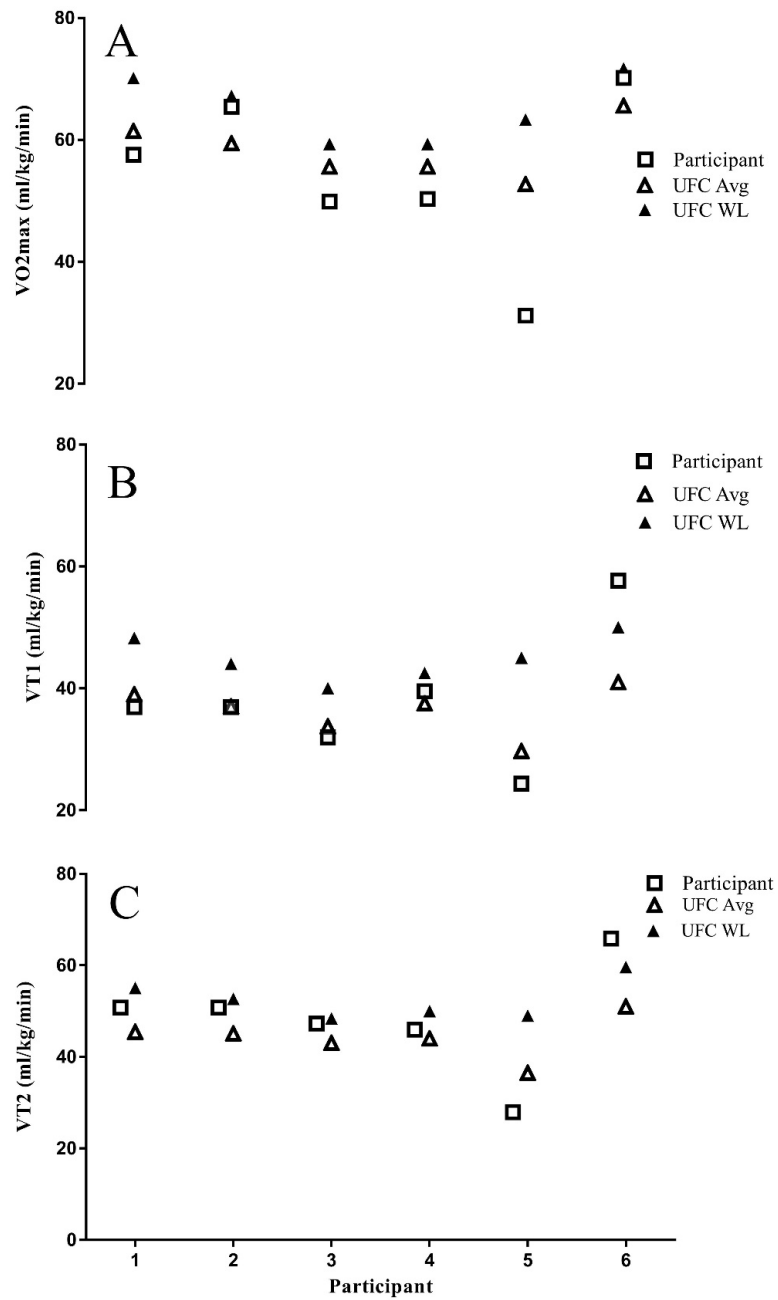 A
VO2max (ml/kg/min)
80
60
40
20
Participant
UFC Avg
UFC WL
B
VT1 (ml/kg/min)
80
60
40
20
Participant
UFC Avg
UFC WL
C
VT2 (ml/kg/min)
80
60
40
20
0
Participant
UFC Avg
UFC WL
1 2 3 4 5 6
Participant